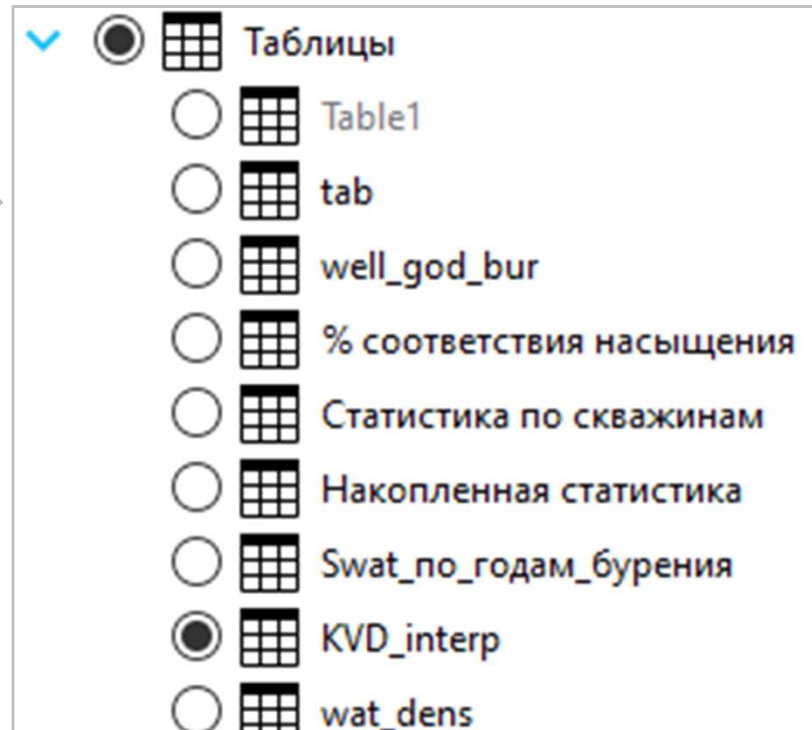 Таблицы
Table1
tab
well_god_bur
% соответствия насыщения
Статистика по скважинам
Накопленная статистика
Swat_по_годам_бурения
KVD_interp
wat_dens